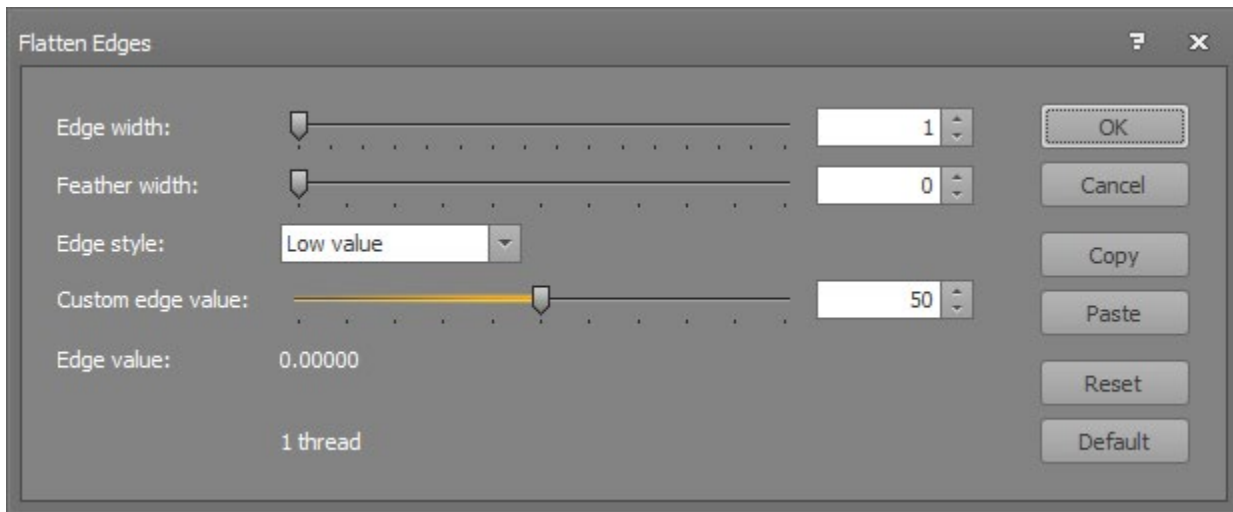 Flatten Edges ? x
Edge width: 1 OK
Feather width: 0 Cancel
Edge style: Low value Copy
Custom edge value: 50 Paste
Edge value: 0.00000 Reset
1 thread Default